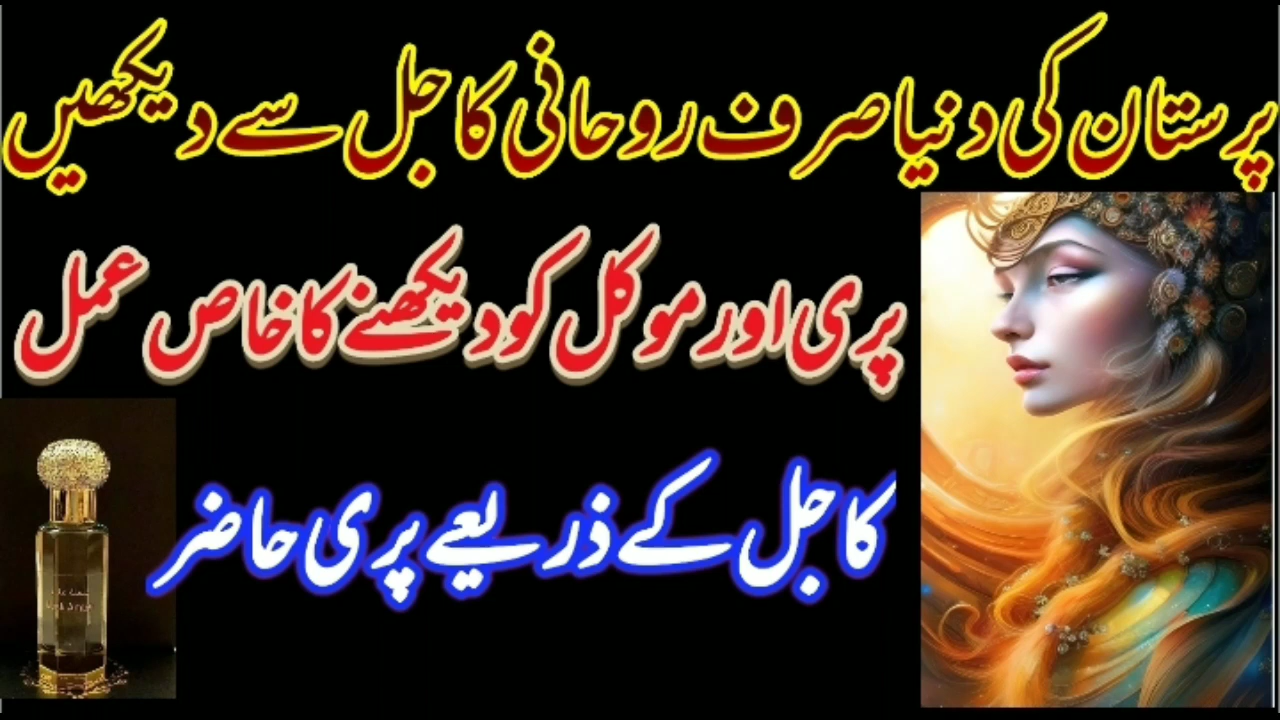 پرستان کی دنیا صرف روحانی کاجل سے دیکھیں
پری اور موکل کو دیکھنے کا خاص عمل
کاجل کے ذریعے پری حاضر